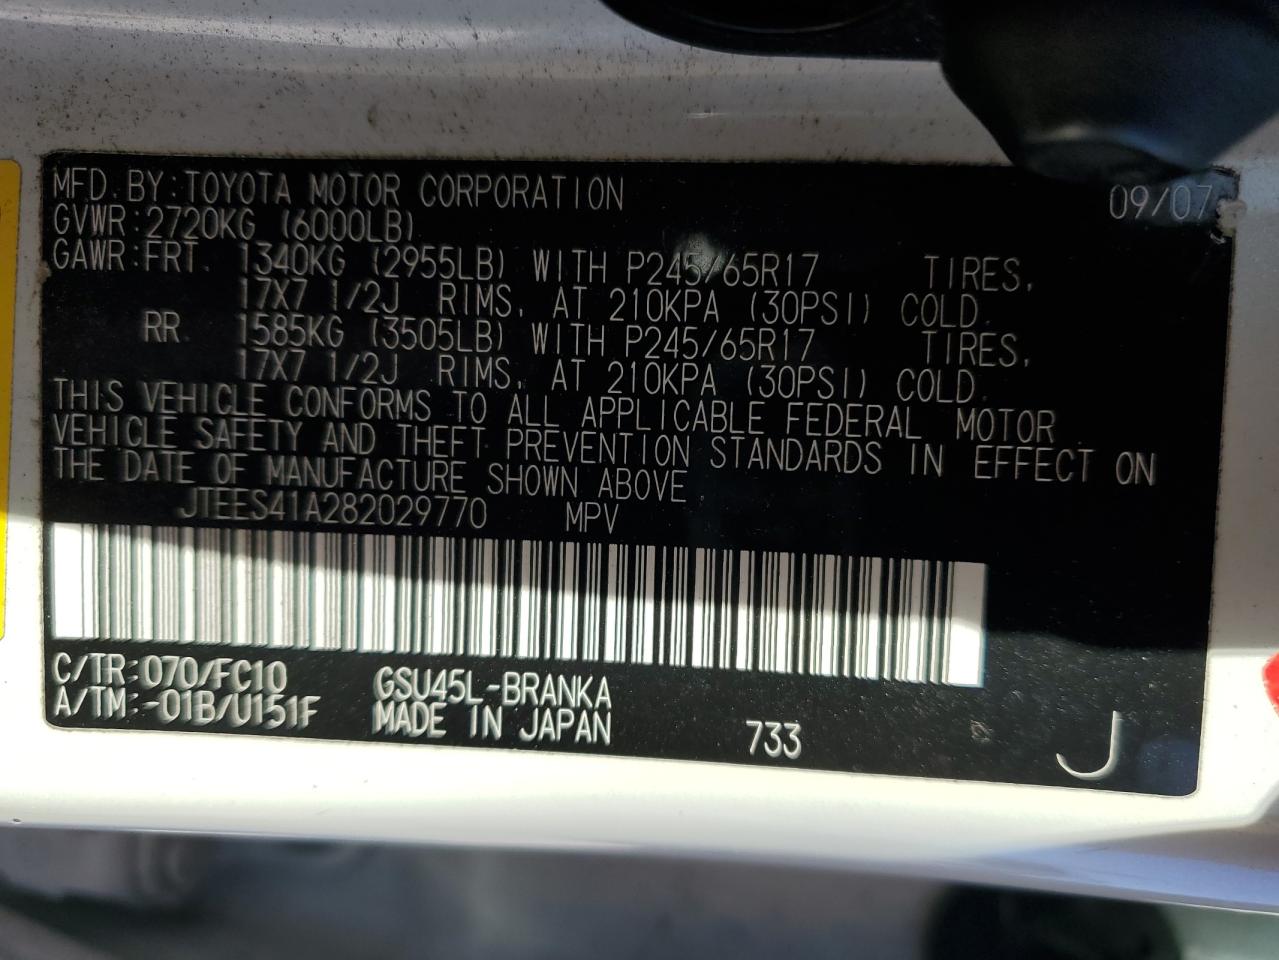 MFD. BY: TOYOTA MOTOR CORPORATION 09/07
GVWR: 2720KG (6000LB)
GAWR: FRT. 1340KG (2955LB) WITH P245/65R17 TIRES,
17X7 1/2J RIMS, AT 210KPA (30PSI) COLD.
RR. 1585KG (3505LB) WITH P245/65R17 TIRES,
17X7 1/2J RIMS, AT 210KPA (30PSI) COLD.
THIS VEHICLE CONFORMS TO ALL APPLICABLE FEDERAL MOTOR
VEHICLE SAFETY AND THEFT PREVENTION STANDARDS IN EFFECT ON
THE DATE OF MANUFACTURE SHOWN ABOVE.
JTEES41A282029770 MPV
C/TR: 070/FC10 GSU45L-BRANKA
A/TM: -01B/U151F MADE IN JAPAN 733 J